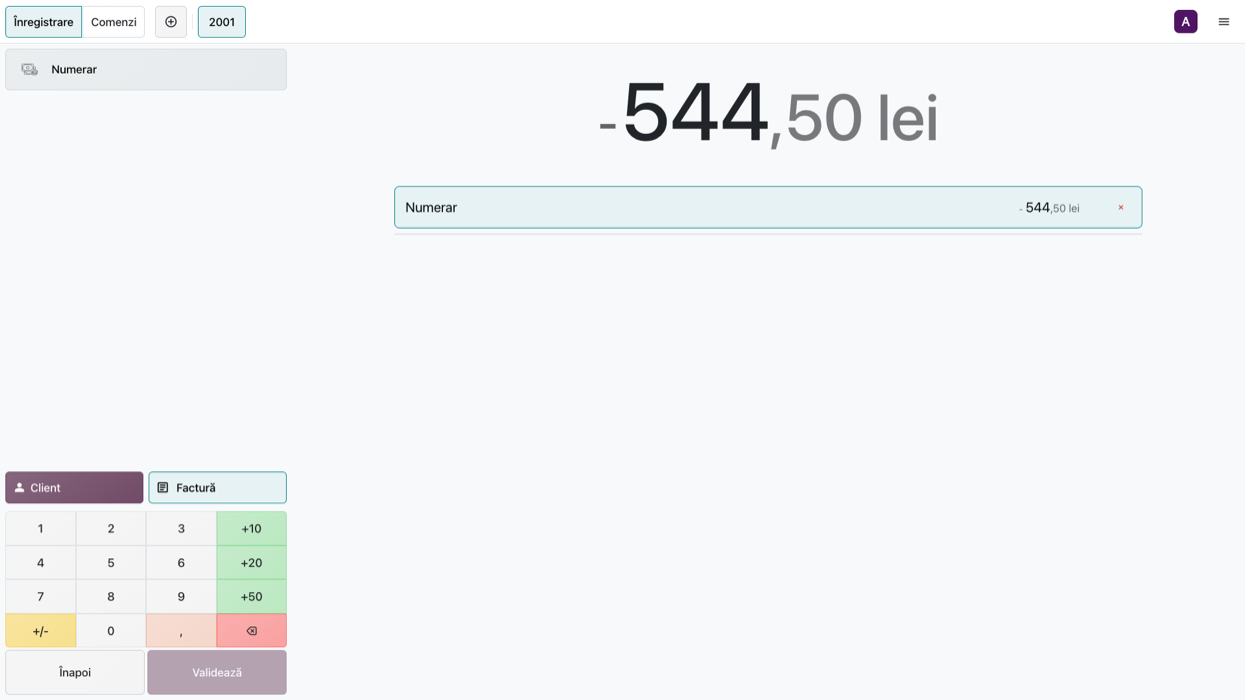 Înregistrare Comenzi 2001 A
Numerar
-544,50 lei
Numerar - 544,50 lei ×
Client Factură
1 2 3 +10
4 5 6 +20
7 8 9 +50
+/- 0 ,
Înapoi Validează